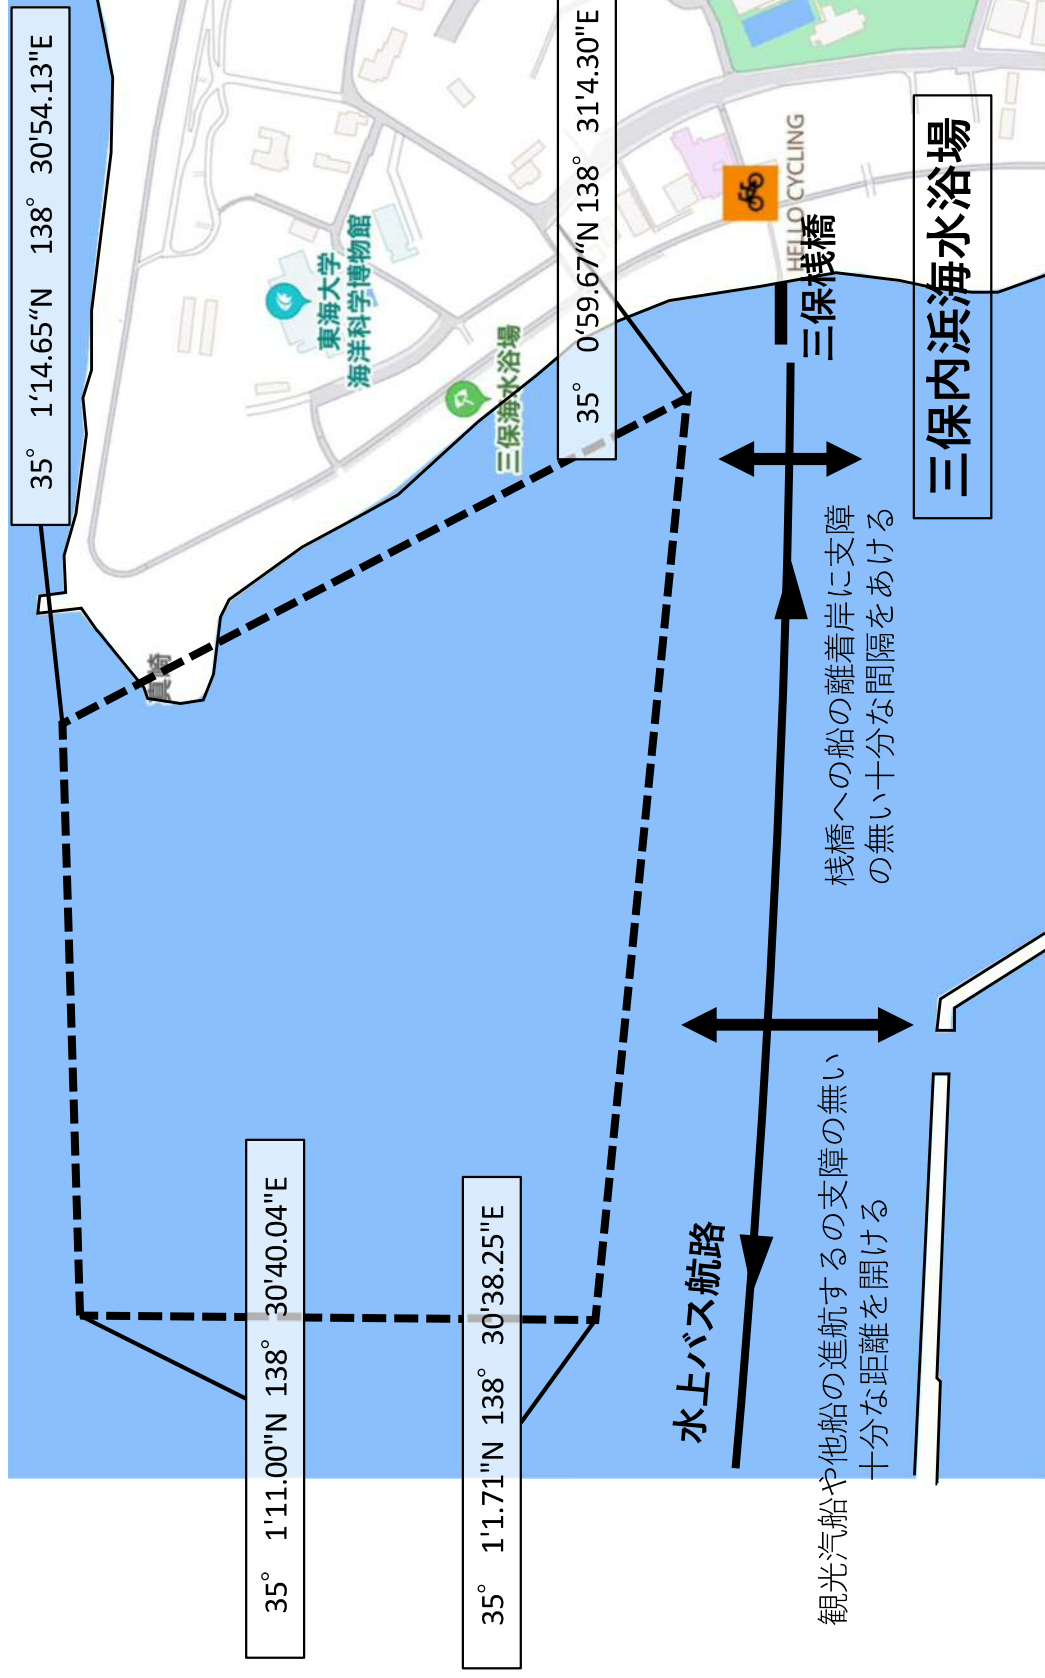 35°　1‘14.65“N　138°　30'54.13"E
真崎
35°　1'11.00"N  138°　30'40.04"E
東海大学
海洋科学博物館
35°　1'1.71"N  138°　30'38.25"E
三保海水浴場
35°　0‘59.67“N 138°　31'4.30"E
水上バス航路
HELLO CYCLING
三保桟橋
観光汽船や他船の進航するの支障の無い
十分な距離を開ける
桟橋への船の離着岸に支障
の無い十分な間隔をあける
三保内浜海水浴場